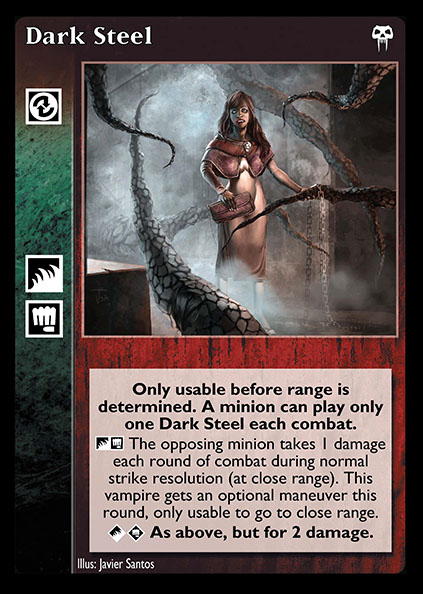 Dark Steel
Only usable before range is
determined. A minion can play only
one Dark Steel each combat.
The opposing minion takes 1 damage
each round of combat during normal
strike resolution (at close range). This
vampire gets an optional maneuver this
round, only usable to go to close range.
As above, but for 2 damage.
Illus: Javier Santos